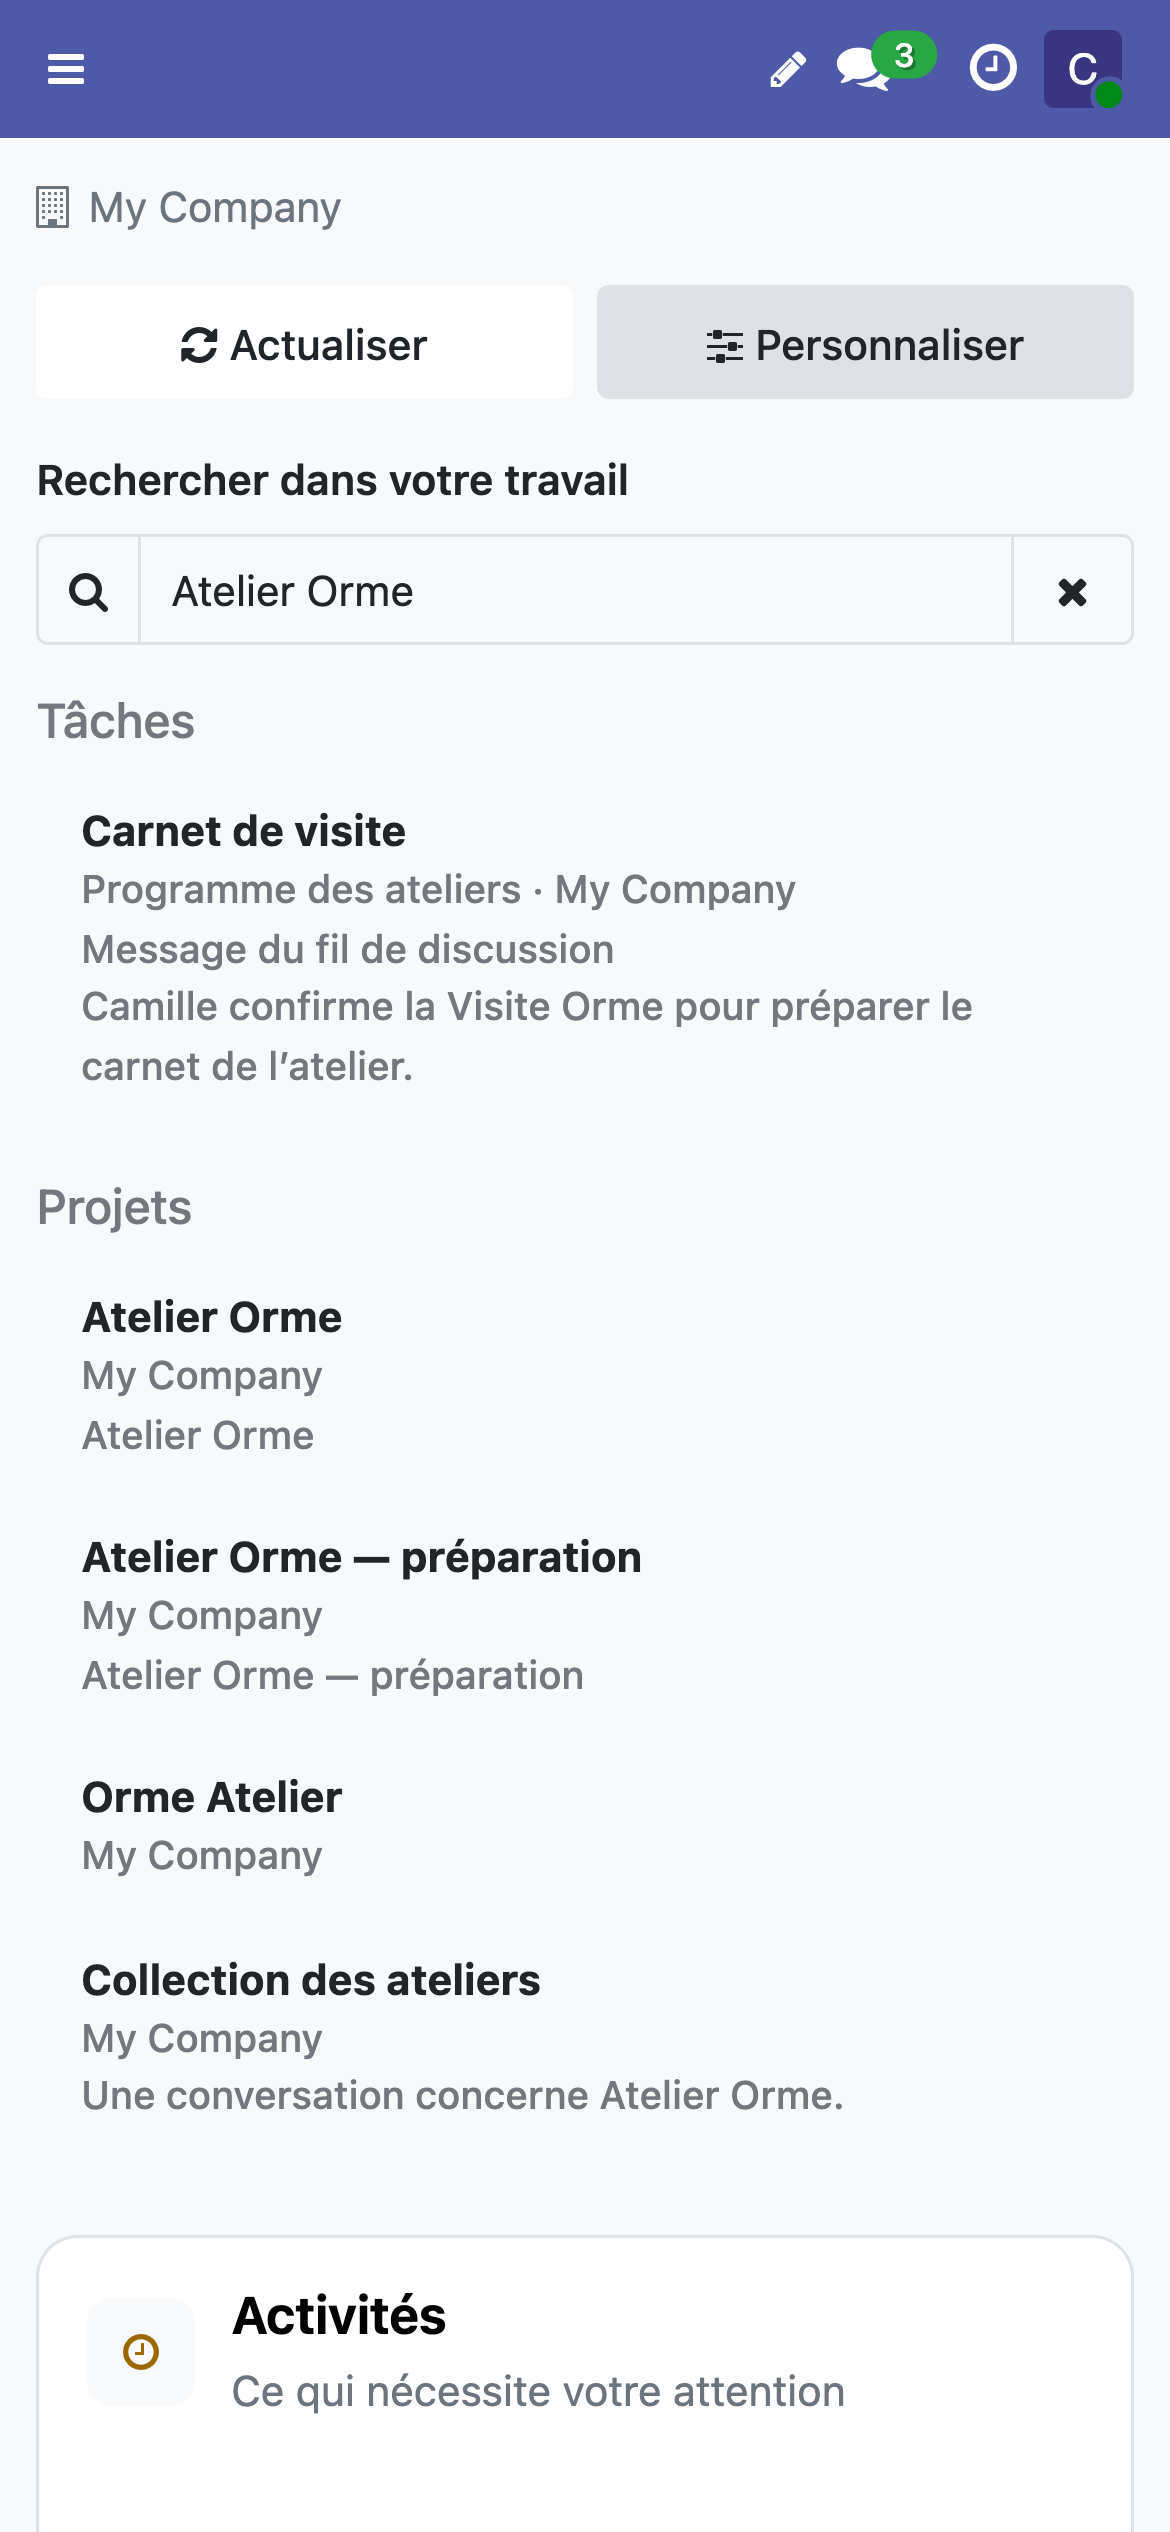 3
C
My Company
Actualiser
Personnaliser
Rechercher dans votre travail
Atelier Orme
Tâches
Carnet de visite
Programme des ateliers · My Company
Message du fil de discussion
Camille confirme la Visite Orme pour préparer le
carnet de l’atelier.
Projets
Atelier Orme
My Company
Atelier Orme
Atelier Orme — préparation
My Company
Atelier Orme — préparation
Orme Atelier
My Company
Collection des ateliers
My Company
Une conversation concerne Atelier Orme.
Activités
Ce qui nécessite votre attention